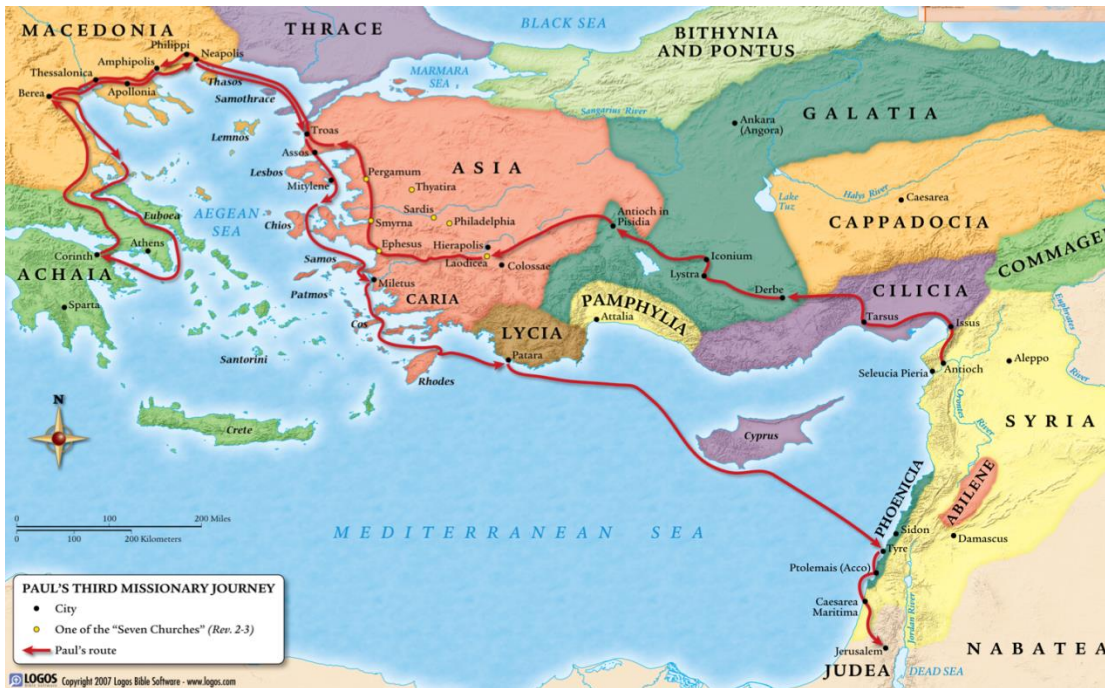 MACEDONIA
THRACE
BLACK SEA
BITHYNIA
AND PONTUS
Philippi
Neapolis
Amphipolis
Thessalonica
Apollonia
Berea
Thasos
Samothrace
MARMARA
SEA
Sangarius River
Ankara
(Angora)
GALATIA
Lemnos
Troas
Assos
ASIA
Lesbos
Mitylene
Pergamum
Thyatira
Halys River
Lake
Tuz
Caesarea
CAPPADOCIA
AEGEAN
SEA
Euboea
Chios
Sardis
Smyrna
Philadelphia
Antioch in
Pisidia
COMMAGENE
Athens
Corinth
ACHAIA
Ephesus
Hierapolis
Laodicea
Colossae
Samos
Iconium
Lystra
Derbe
CILICIA
Tarsus
Issus
Euphrates
River
Sparta
Patmos
Miletus
CARIA
PAMPHYLIA
Attalia
LYCIA
Patara
Cos
Santorini
Rhodes
Aleppo
Seleucia Pieria
Antioch
Orontes
River
SYRIA
N
Crete
Cyprus
PHOENICIA
ABILENE
0 100 200 Miles
0 100 200 Kilometers
MEDITERRANEAN SEA
Sidon
Damascus
Tyre
Ptolemais (Acco)
Caesarea
Maritima
Jordan River
Jerusalem
JUDEA
DEAD SEA
NABATEA
PAUL'S THIRD MISSIONARY JOURNEY
City
One of the "Seven Churches" (Rev. 2-3)
Paul's route
LOGOS Copyright 2007 Logos Bible Software - www.logos.com